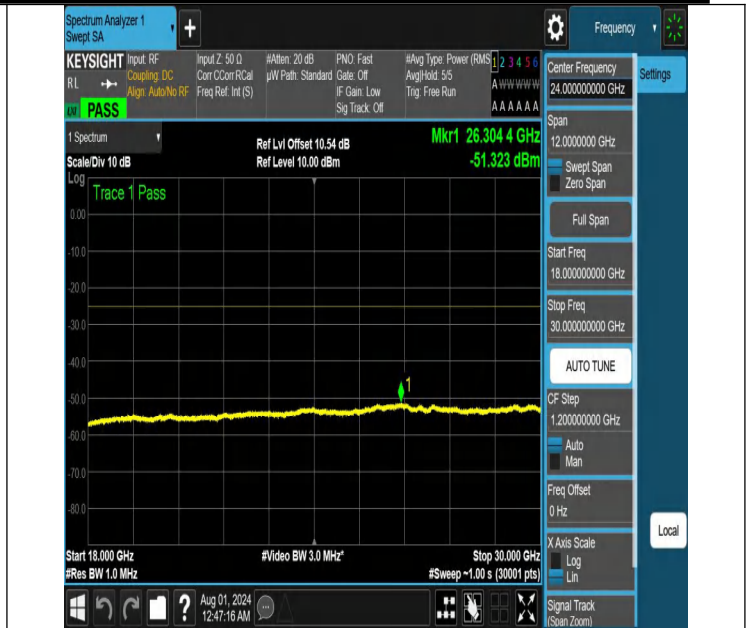 Spectrum Analyzer 1
Swept SA
+
Frequency
KEYSIGHT
RL
PASS
Input: RF
Coupling: DC
Align: Auto/No RF
Input Z: 50 Ω
Corr CCorr RCal
Freq Ref: Int (S)
#Atten: 20 dB
µW Path: Standard
PNO: Fast
Gate: Off
IF Gain: Low
Sig Track: Off
#Avg Type: Power (RMS
Avg|Hold: 5/5
Trig: Free Run
1 2 3 4 5 6
A W W W W W
A A A A A A
1 Spectrum
Scale/Div 10 dB
Ref Lvl Offset 10.54 dB
Ref Level 10.00 dBm
Mkr1 26.304 4 GHz
-51.323 dBm
Log
Trace 1 Pass
0.00
-10.0
-20.0
-30.0
-40.0
-50.0
-60.0
-70.0
-80.0
1
Start 18.000 GHz
#Res BW 1.0 MHz
#Video BW 3.0 MHz*
Stop 30.000 GHz
#Sweep ~1.00 s (30001 pts)
Center Frequency
24.000000000 GHz
Settings
Span
12.0000000 GHz
Swept Span
Zero Span
Full Span
Start Freq
18.000000000 GHz
Stop Freq
30.000000000 GHz
AUTO TUNE
CF Step
1.200000000 GHz
Auto
Man
Freq Offset
0 Hz
X Axis Scale
Log
Lin
Local
Signal Track
(Span Zoom)
?
Aug 01, 2024
12:47:16 AM